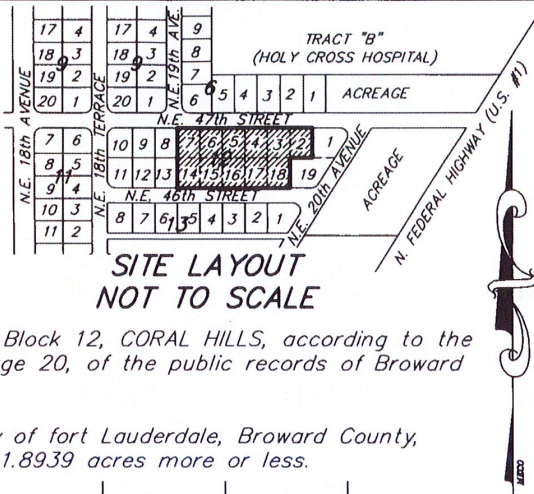 17 4 17 4 9
18 3 18 3 8
9 9
19 2 19 2 7
20 1 20 1 6 6 5 4 3 2 1 ACREAGE
TRACT "B"
(HOLY CROSS HOSPITAL)
N.E. 18th AVENUE
N.E. 18th TERRACE
N.E. 19th AVE.
N.E. 47th STREET
7 6 10 9 8 7 6 5 4 3 2 1
8 5
11
9 4 11 12 13 14 15 16 17 18 19
10 3
11 2
N.E. 46th STREET
8 7 6 5 4 3 2 1
13
N.E. 20th AVENUE
ACREAGE
N. FEDERAL HIGHWAY (U.S. #1)
SITE LAYOUT
NOT TO SCALE
Block 12, CORAL HILLS, according to the
ge 20, of the public records of Broward
of fort Lauderdale, Broward County,
1.8939 acres more or less.